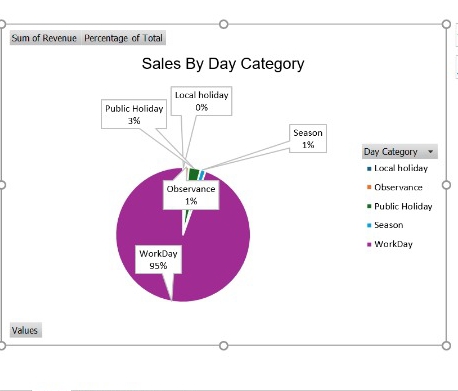 Sum of Revenue Percentage of Total
Sales By Day Category
Local holiday
0%
Public Holiday
3%
Season
1%
Day Category
Local holiday
Observance
Public Holiday
Season
WorkDay
Observance
1%
WorkDay
95%
Values